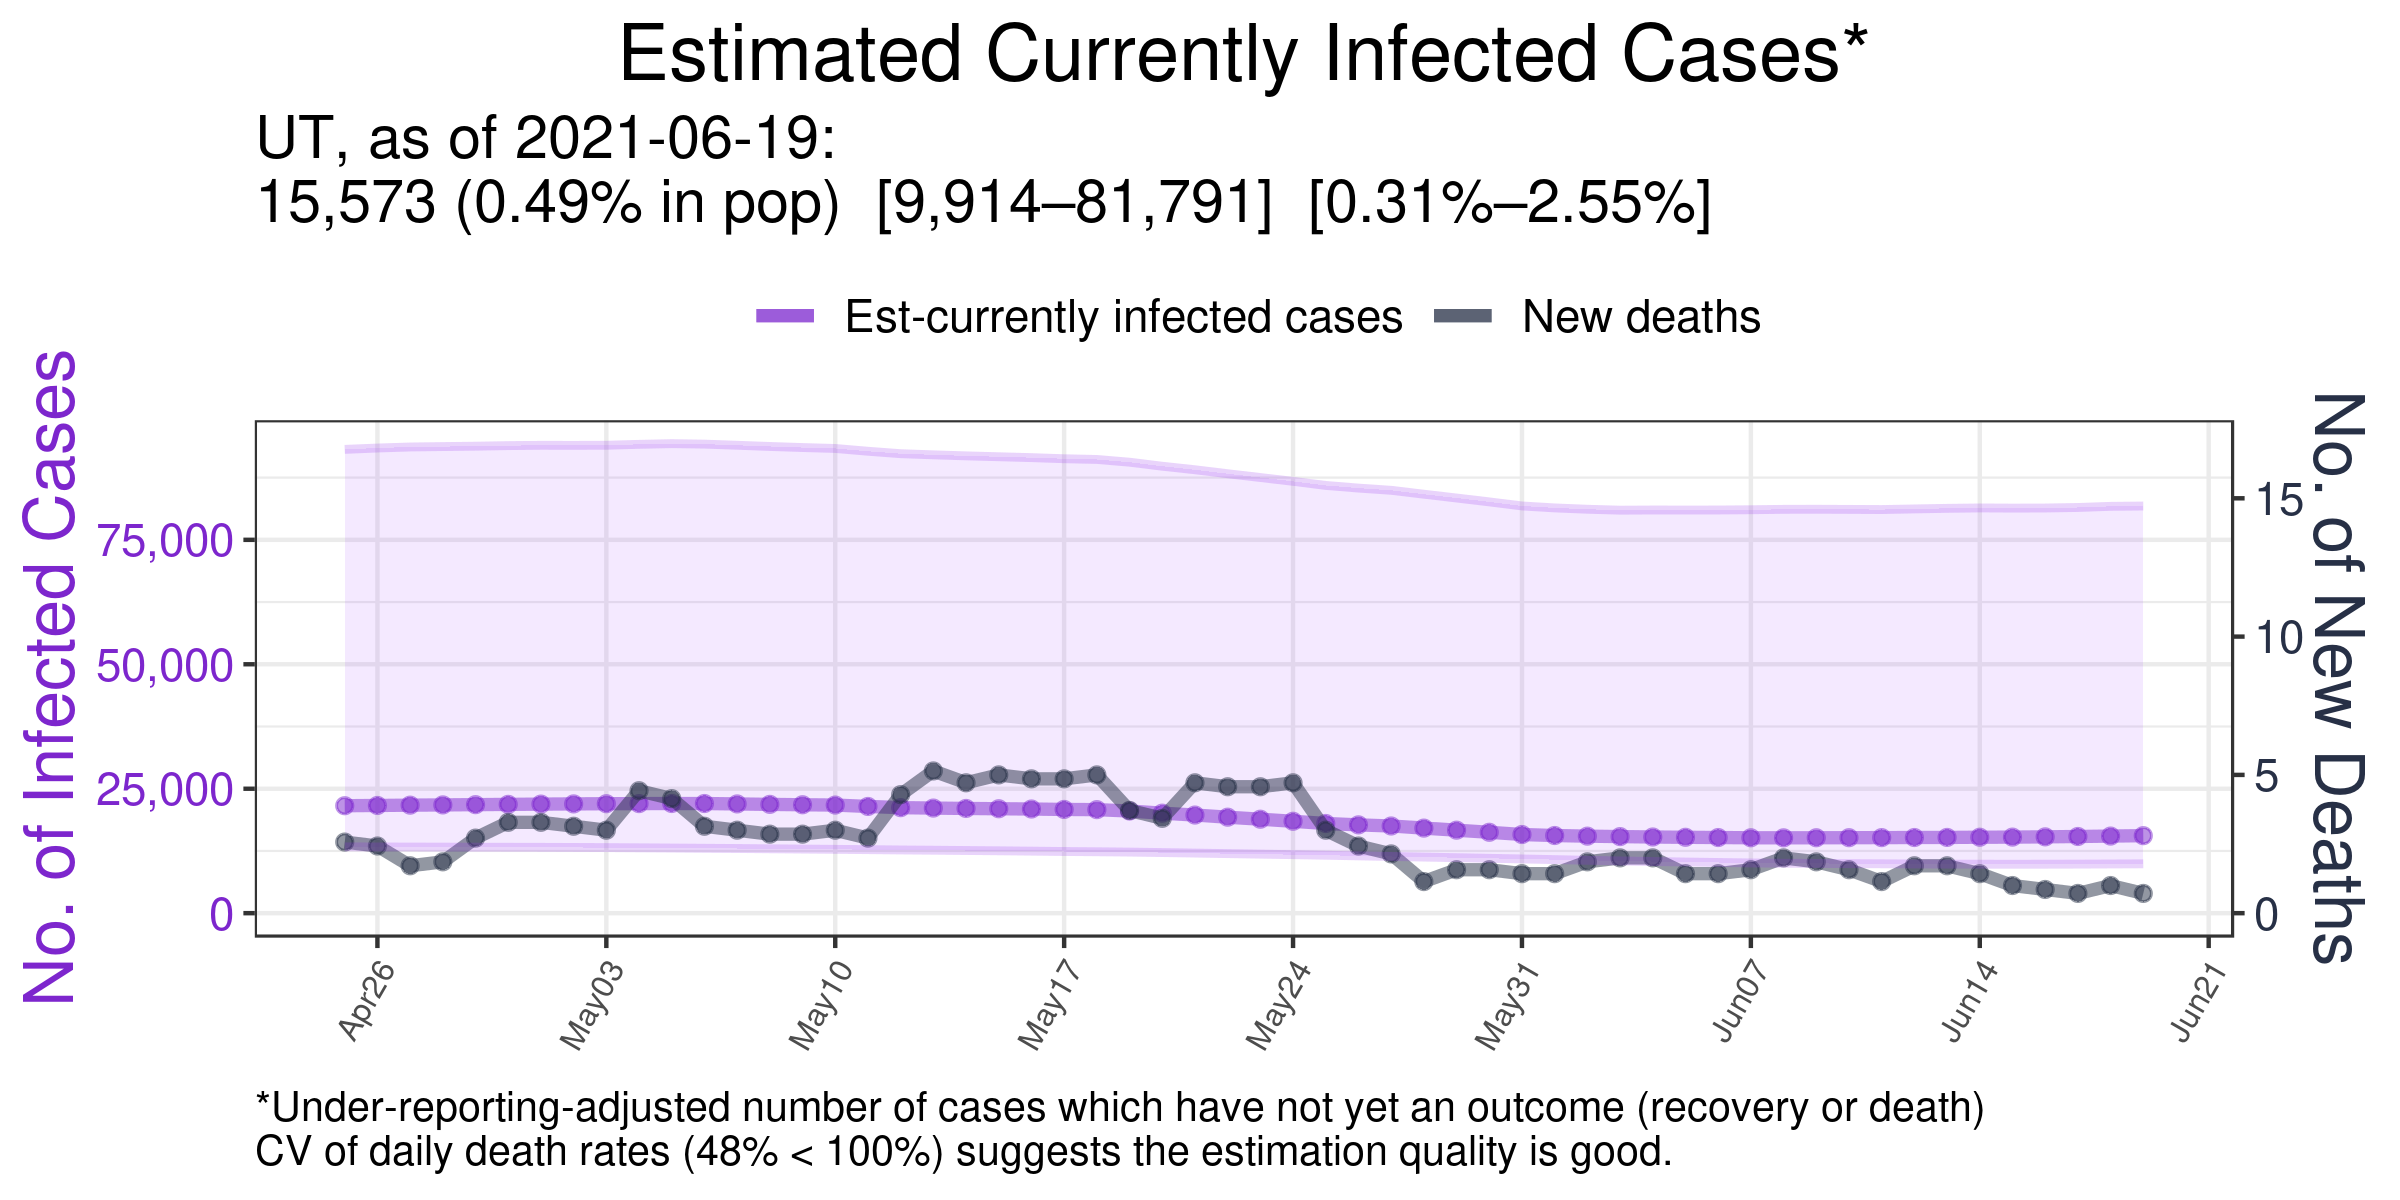 Estimated Currently Infected Cases*
UT, as of 2021-06-19:
15,573 (0.49% in pop) [9,914–81,791] [0.31%–2.55%]
Est-currently infected cases
New deaths
No. of Infected Cases
75,000
50,000
25,000
0
15
10
5
0
No. of New Deaths
Apr26
May03
May10
May17
May24
May31
Jun07
Jun14
Jun21
*Under-reporting-adjusted number of cases which have not yet an outcome (recovery or death)
CV of daily death rates (48% < 100%) suggests the estimation quality is good.